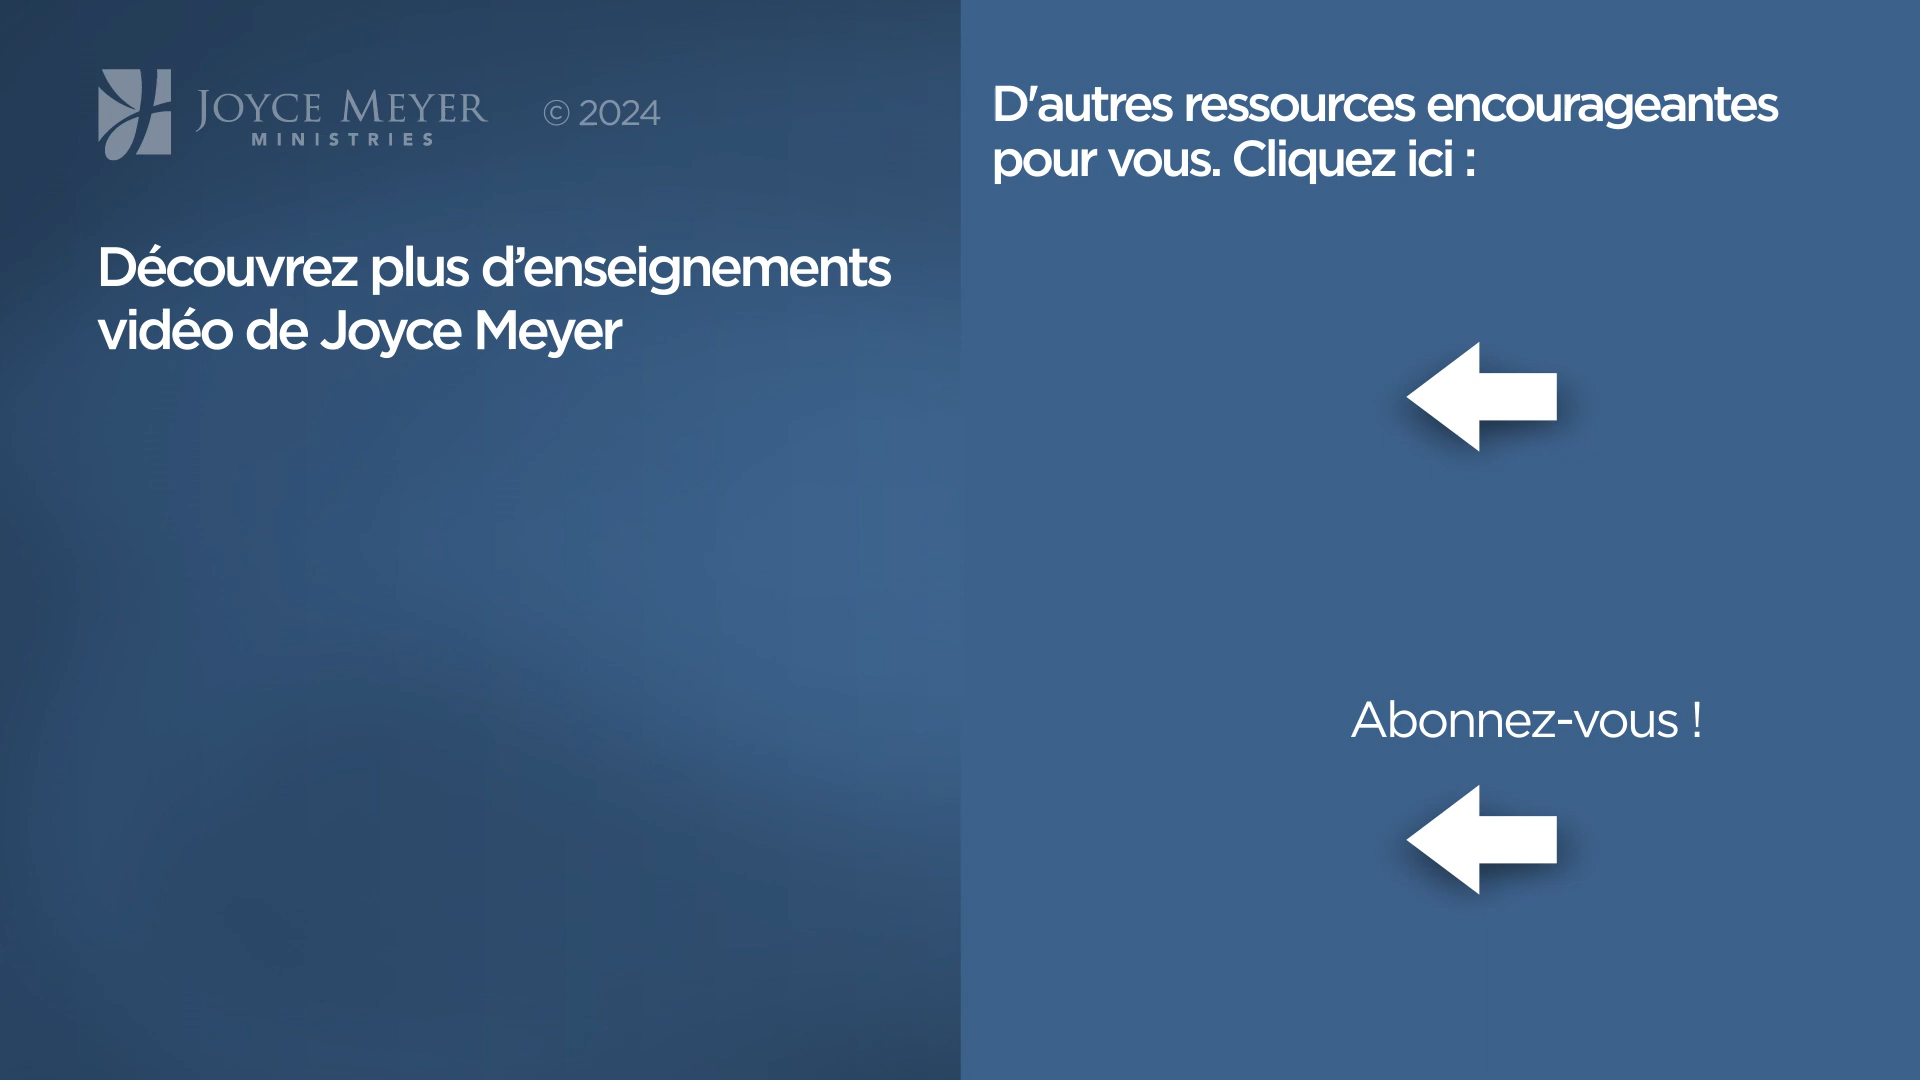 JOYCE MEYER
MINISTRIES
© 2024
Découvrez plus d’enseignements
vidéo de Joyce Meyer
D'autres ressources encourageantes
pour vous. Cliquez ici :
Abonnez-vous !